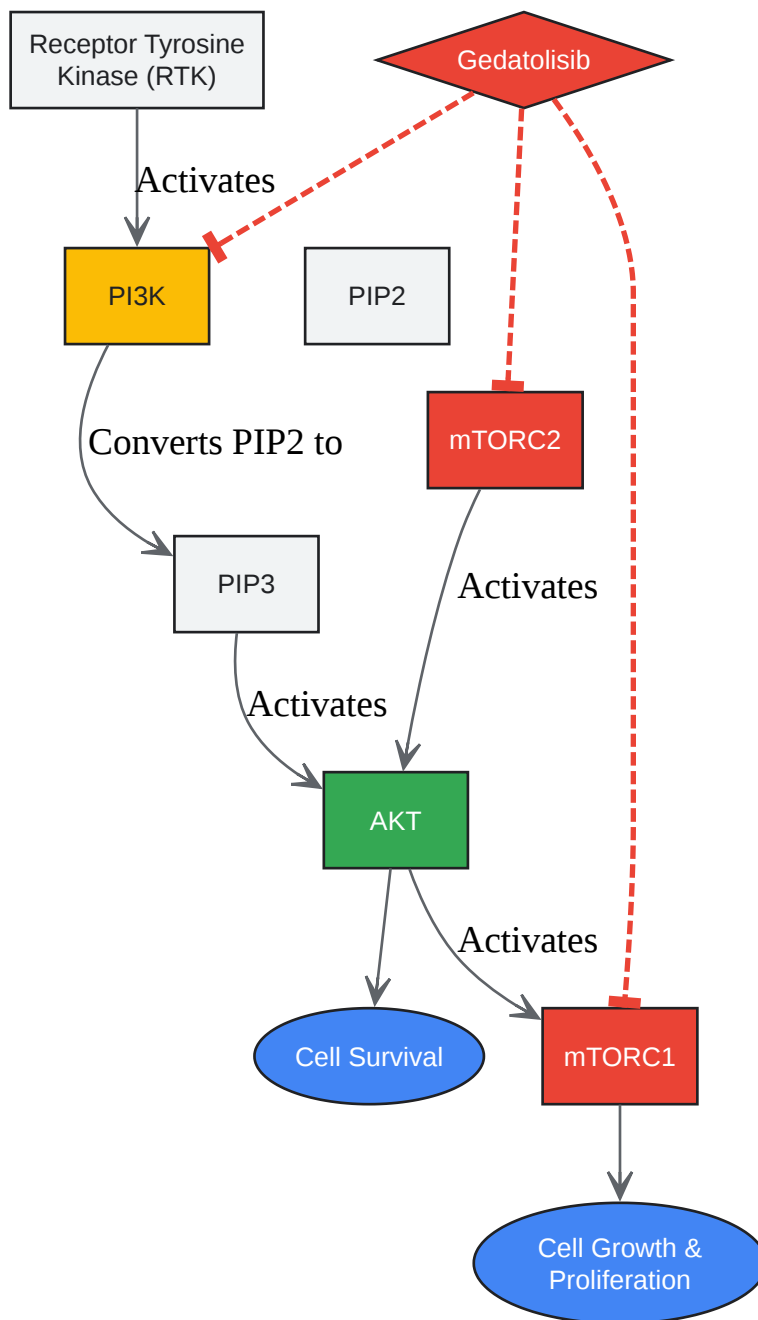 Receptor Tyrosine
Kinase (RTK)
Gedatolisib
Activates
PI3K
PIP2
Converts PIP2 to
mTORC2
PIP3
Activates
Activates
AKT
Activates
Cell Survival
mTORC1
Cell Growth &
Proliferation